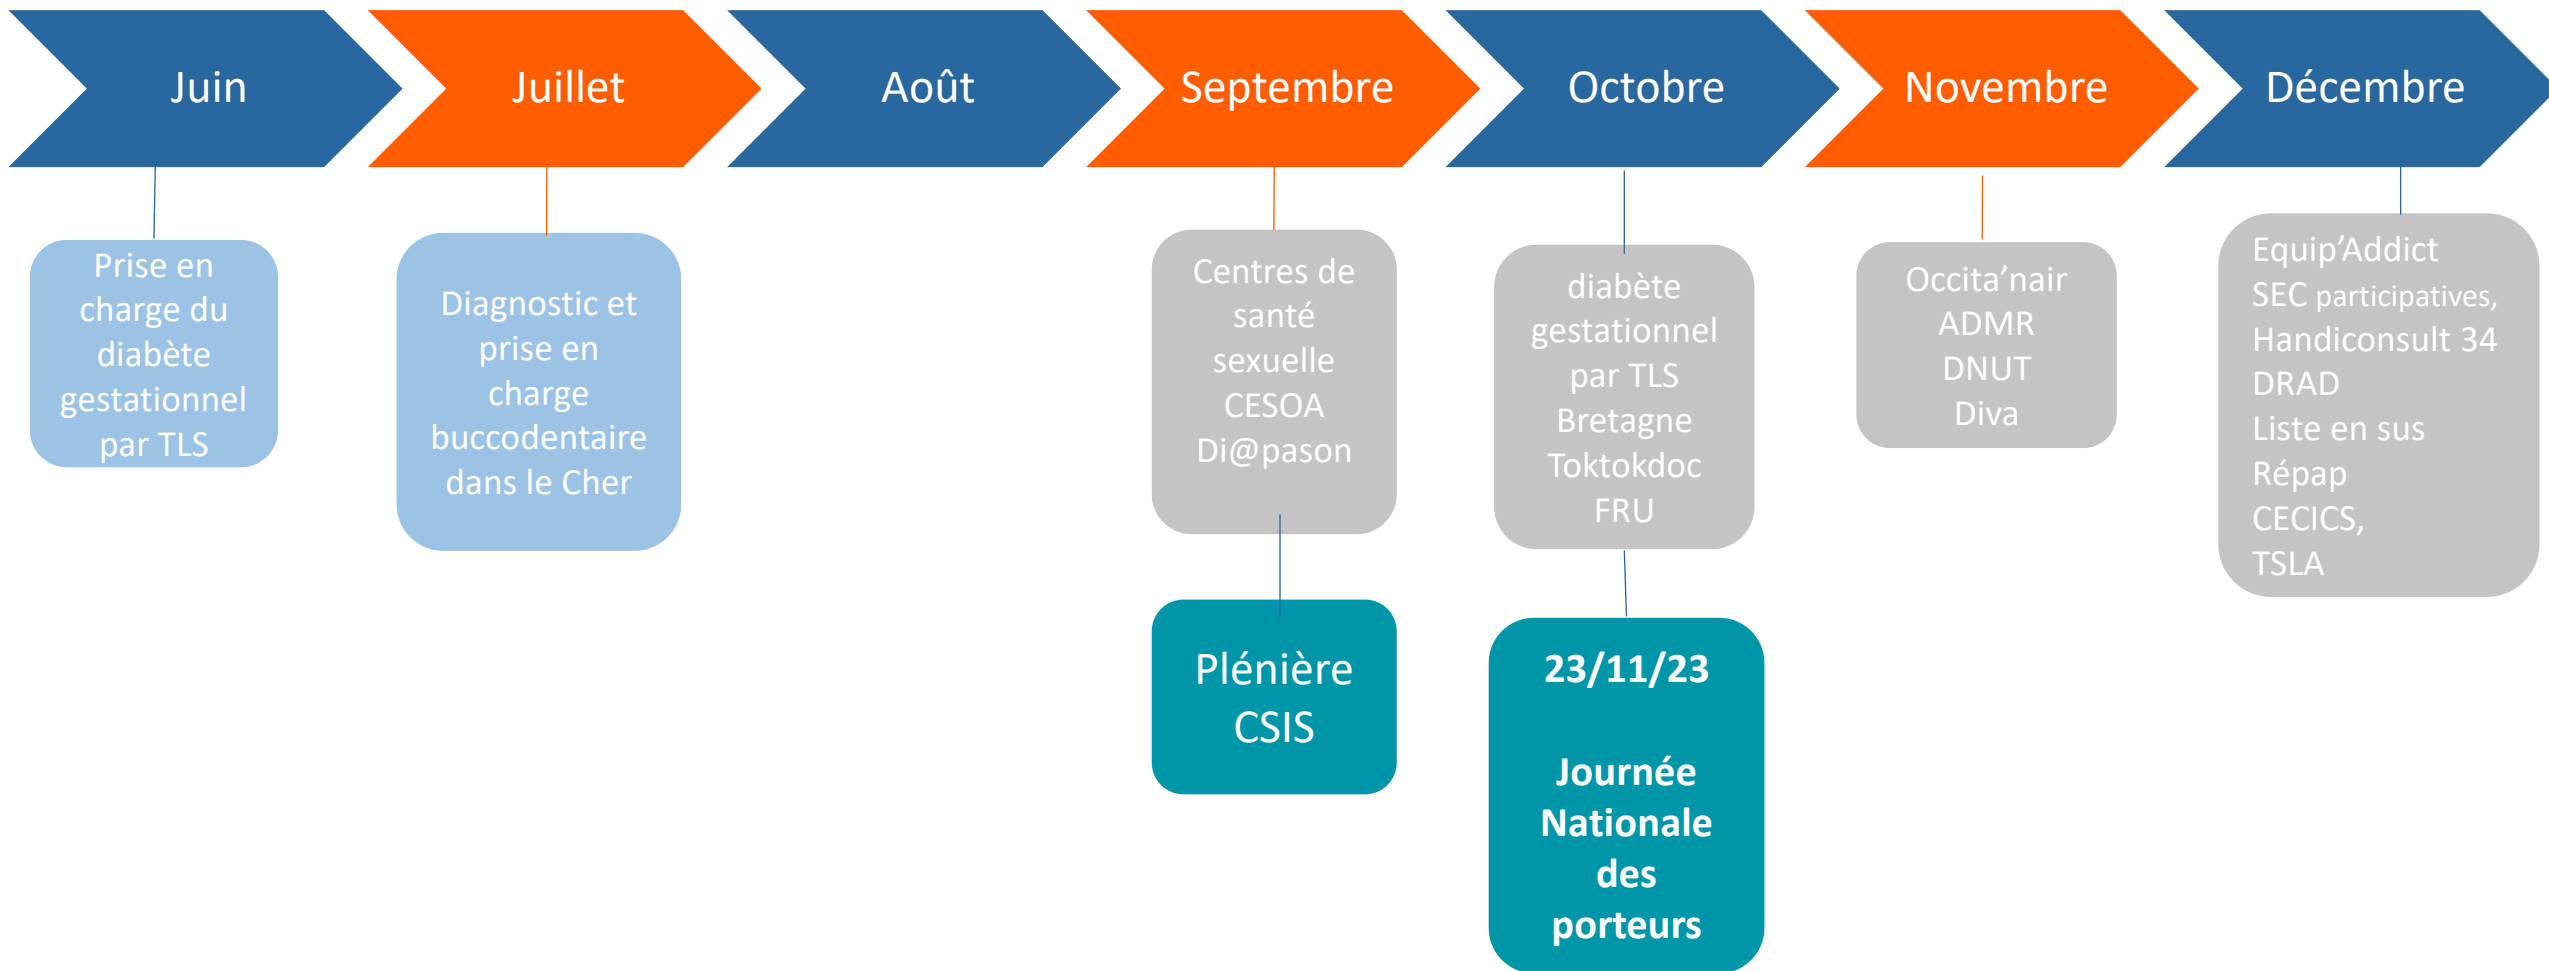 Juin
Juillet
Août
Septembre
Octobre
Novembre
Décembre
Prise en
charge du
diabète
gestationnel
par TLS
Diagnostic et
prise en
charge
buccodentaire
dans le Cher
Centres de
santé
sexuelle
CESOA
Di@pason
Plénière
CSIS
diabète
gestationnel
par TLS
Bretagne
Toktokdoc
FRU
23/11/23
Journée
Nationale
des
porteurs
Occita’nair
ADMR
DNUT
Diva
Equip’Addict
SEC participatives,
Handiconsult 34
DRAD
Liste en sus
Répap
CECICS,
TSLA